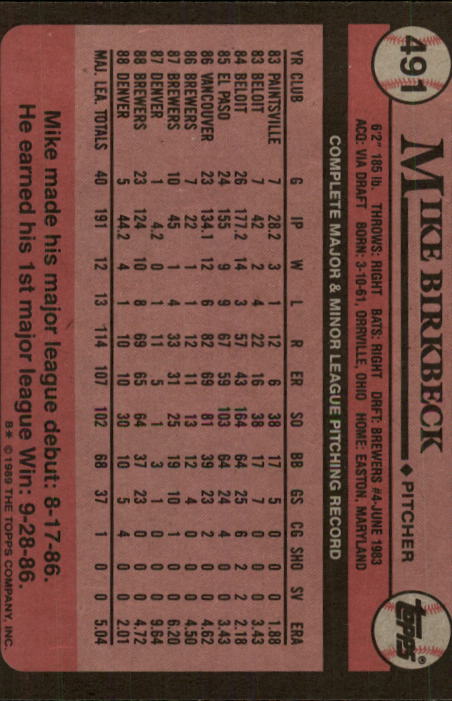 491
MIKE BIRKBECK ◆ PITCHER
TOPPS®
6'2" 185 lb. THROWS: RIGHT BATS: RIGHT DRFT: BREWERS #4-JUNE 1983
ACQ: VIA DRAFT BORN: 3-10-61, ORRVILLE, OHIO HOME: EASTON, MARYLAND
COMPLETE MAJOR & MINOR LEAGUE PITCHING RECORD
YR CLUB G IP W L R ER SO BB GS CG SHO SV ERA
83 PAINTSVILLE 7 28.2 3 1 12 6 38 17 5 0 0 0 1.88
83 BELOIT 7 42 2 4 22 16 38 17 7 0 0 0 3.43
84 BELOIT 26 177.2 14 3 57 43 164 64 25 6 2 2 2.18
85 EL PASO 24 155 9 9 67 59 103 64 24 4 0 0 3.43
86 VANCOUVER 23 134.1 12 6 82 69 81 39 23 2 0 0 4.62
86 BREWERS 7 22 1 1 12 11 13 12 4 0 0 0 4.50
87 BREWERS 10 45 1 4 33 31 25 19 10 1 0 0 6.20
87 DENVER 1 4.2 0 1 11 5 1 3 1 0 0 0 9.64
88 BREWERS 23 124 10 8 69 65 64 37 23 0 0 0 4.72
88 DENVER 5 44.2 4 1 10 10 30 10 5 4 0 0 2.01
MAJ. LEA. TOTALS 40 191 12 13 114 107 102 68 37 1 0 0 5.04
Mike made his major league debut: 8-17-86.
He earned his 1st major league Win: 9-28-86.
B* © 1989 THE TOPPS COMPANY, INC.